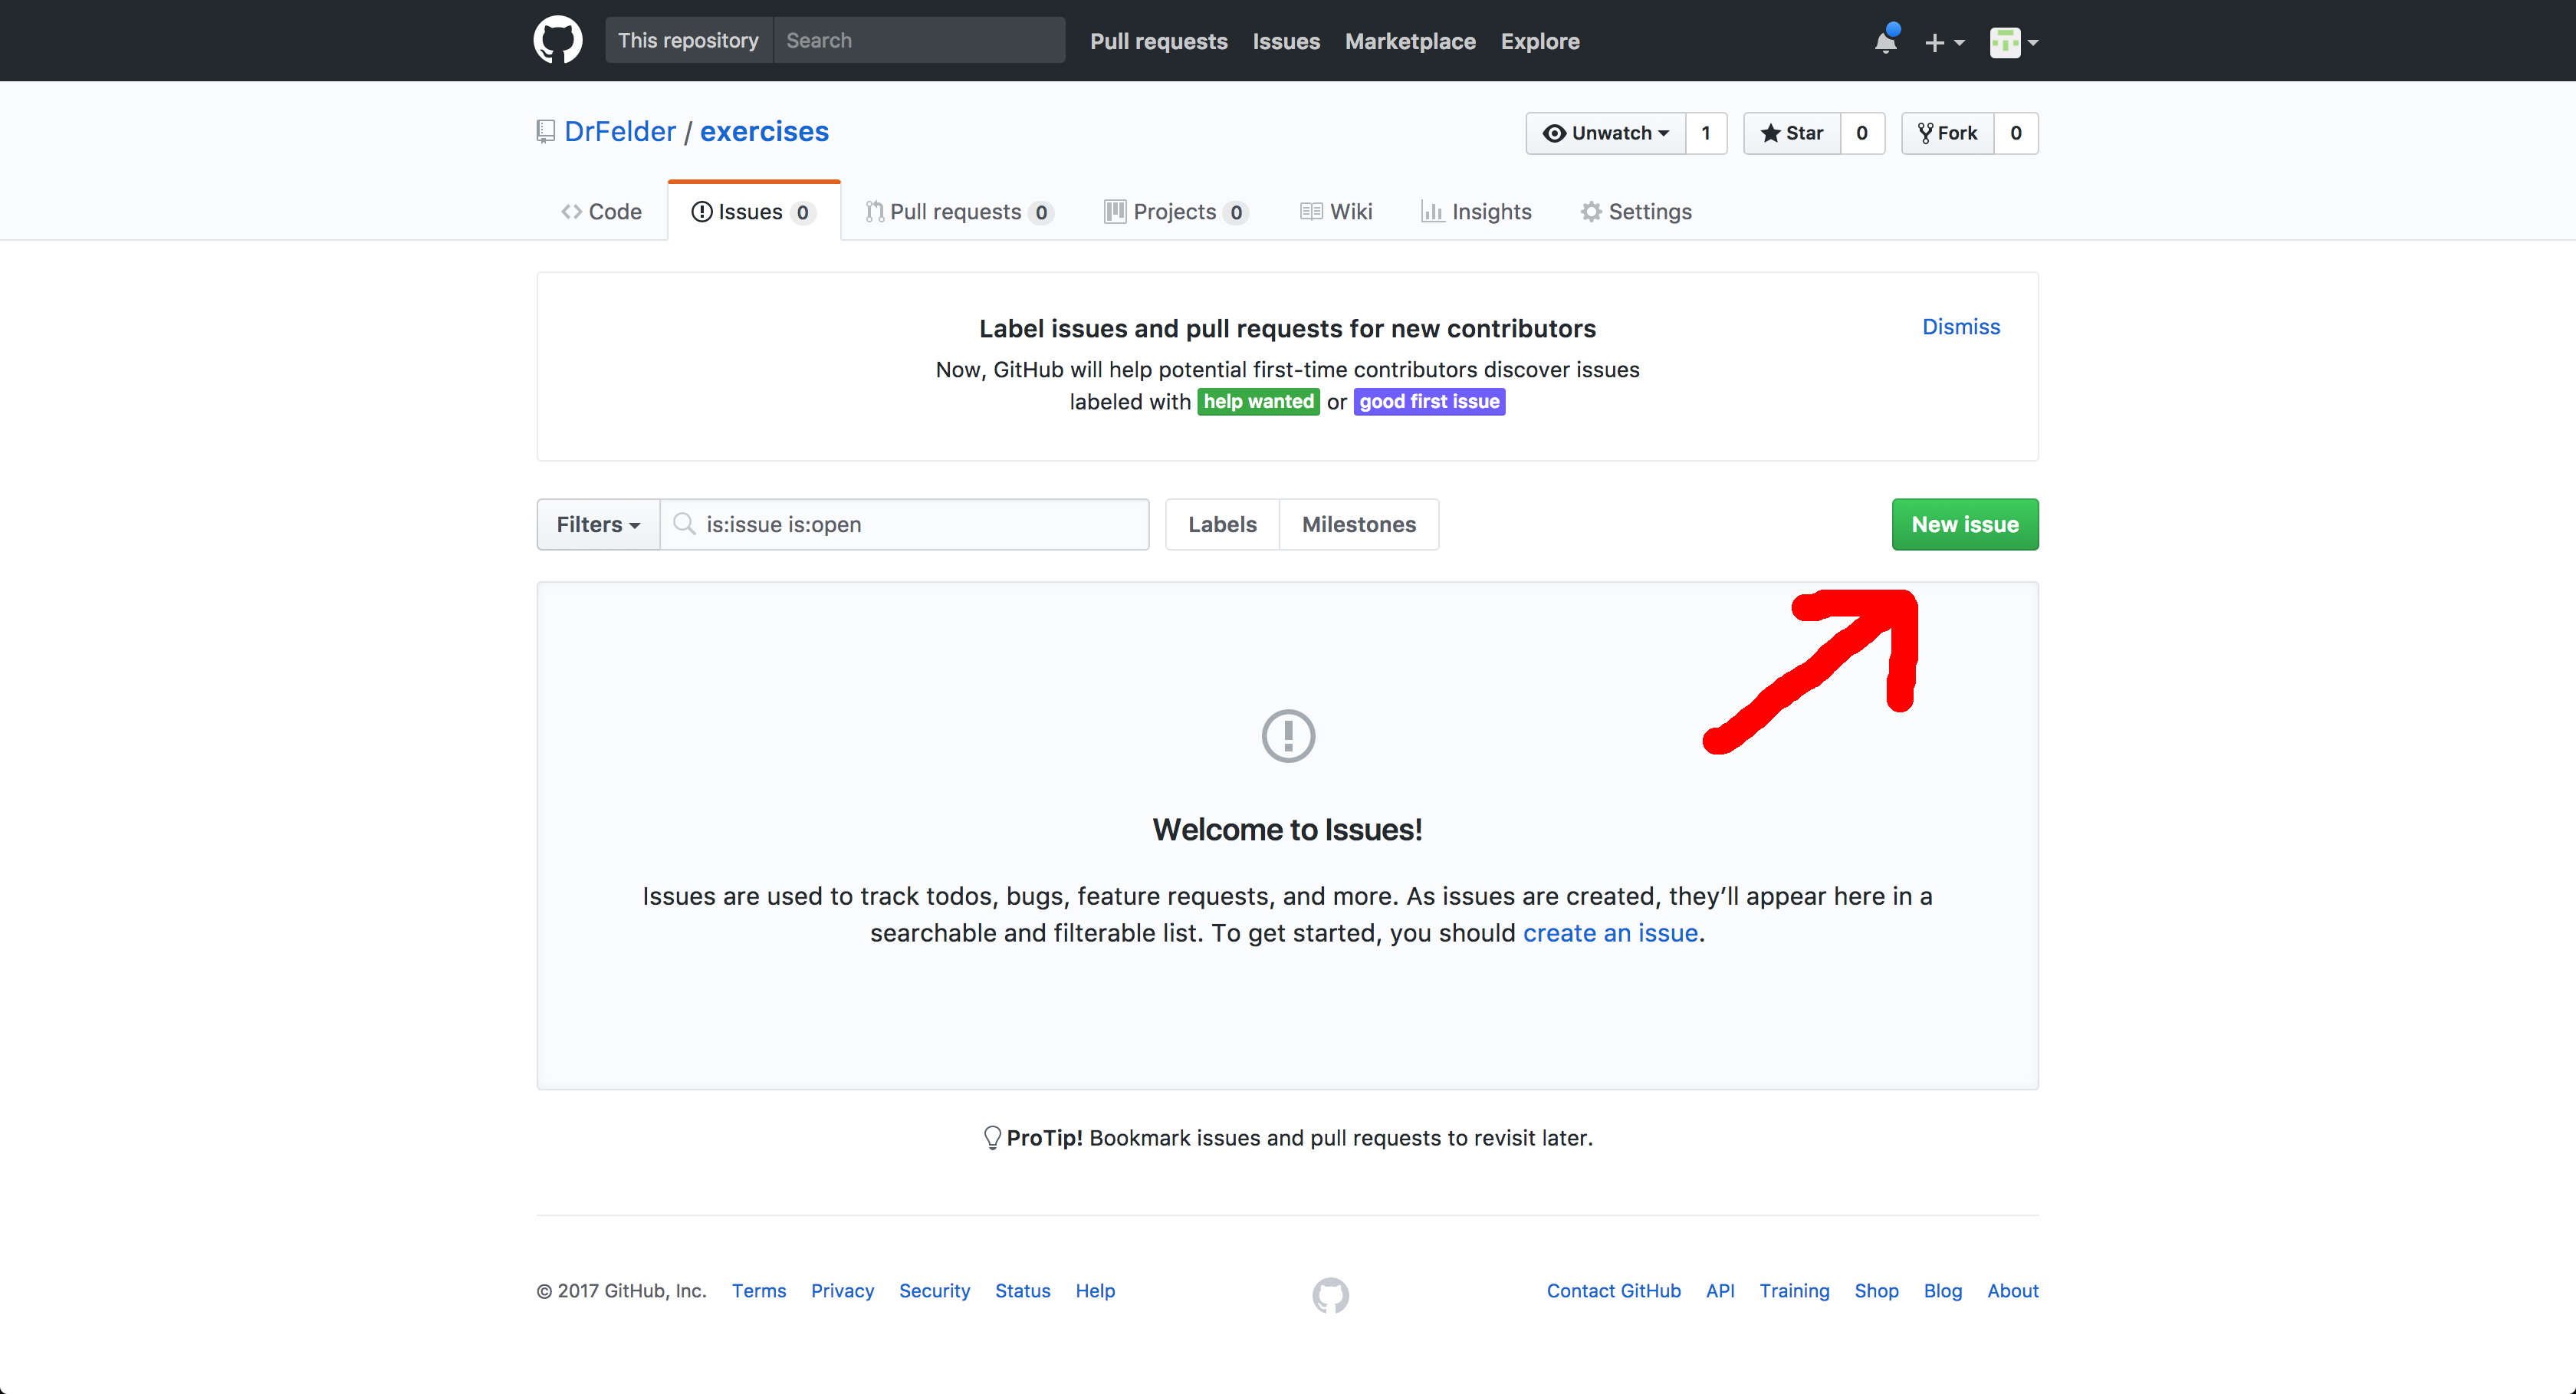 This repository Search Pull requests Issues Marketplace Explore
DrFelder / exercises Unwatch 1 Star 0 Fork 0
Code Issues 0 Pull requests 0 Projects 0 Wiki Insights Settings
Label issues and pull requests for new contributors Dismiss
Now, GitHub will help potential first-time contributors discover issues
labeled with help wanted or good first issue
Filters is:issue is:open Labels Milestones New issue
Welcome to Issues!
Issues are used to track todos, bugs, feature requests, and more. As issues are created, they’ll appear here in a
searchable and filterable list. To get started, you should create an issue.
ProTip! Bookmark issues and pull requests to revisit later.
© 2017 GitHub, Inc. Terms Privacy Security Status Help Contact GitHub API Training Shop Blog About